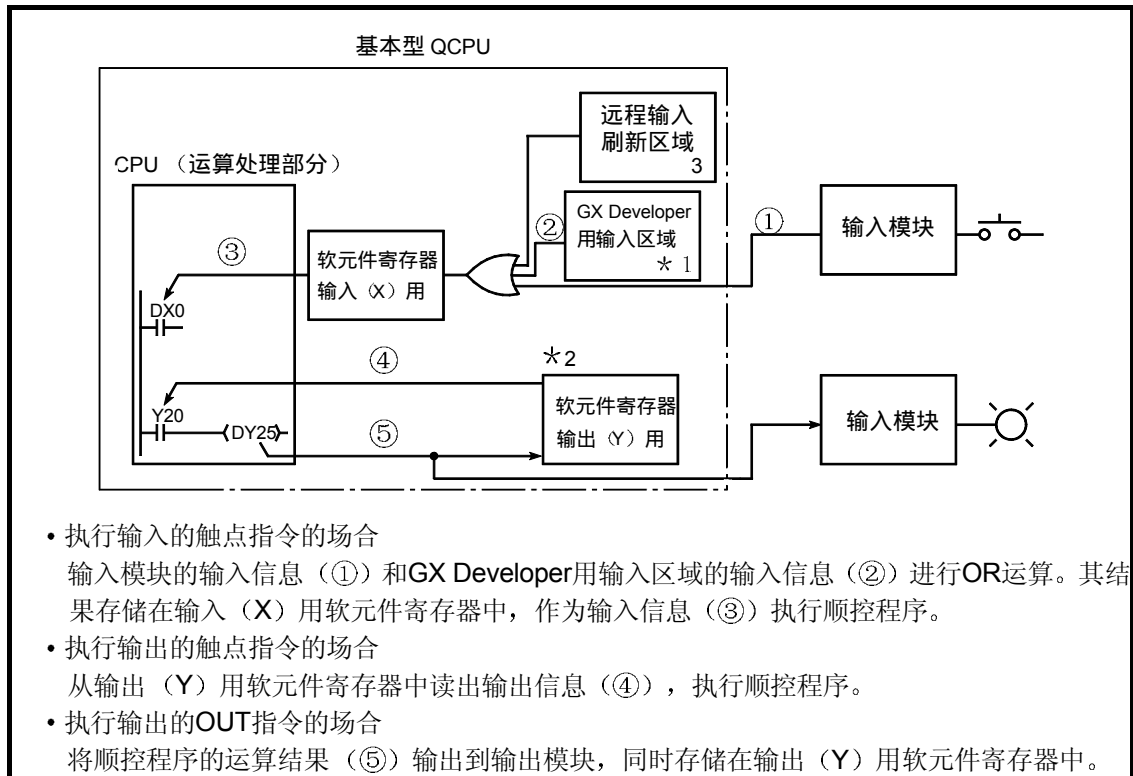 基本型 QCPU
远程输入
刷新区域
3
CPU （运算处理部分）
GX Developer
用输入区域
＊1
①
②
③
输入模块
软元件寄存器
输入（X）用
DX0
④
＊2
Y20
DY25
⑤
软元件寄存器
输出（Y）用
输入模块
• 执行输入的触点指令的场合
输入模块的输入信息（①）和GX Developer用输入区域的输入信息（②）进行OR运算。其结
果存储在输入（X）用软元件寄存器中，作为输入信息（③）执行顺控程序。
• 执行输出的触点指令的场合
从输出（Y）用软元件寄存器中读出输出信息（④），执行顺控程序。
• 执行输出的OUT指令的场合
将顺控程序的运算结果（⑤）输出到输出模块，同时存储在输出（Y）用软元件寄存器中。